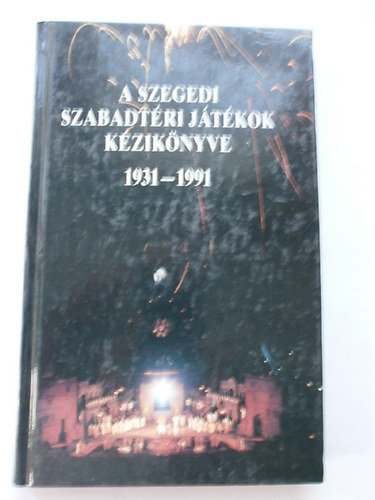 A SZEGEDI
SZABADTÉRI JÁTÉKOK
KÉZIKÖNYVE
1931–1991